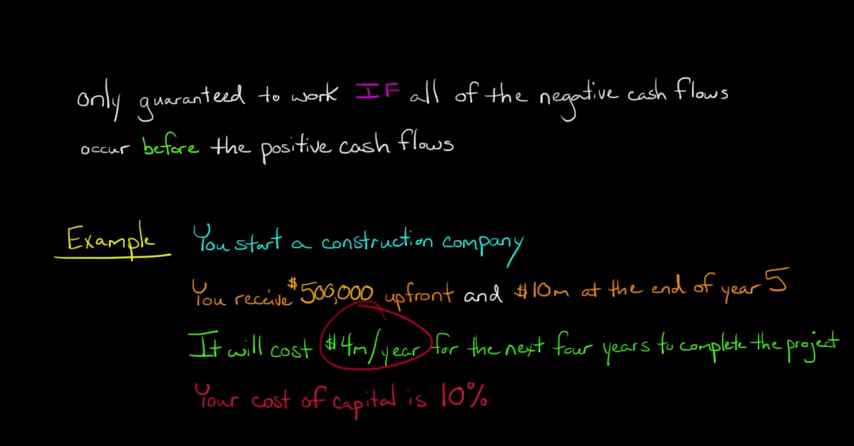 only guaranteed to work IF all of the negative cash flows
occur before the positive cash flows
Example
You start a construction company
You receive $500,000 upfront and $10m at the end of year 5
It will cost $4m/year for the next four years to complete the project
Your cost of capital is 10%